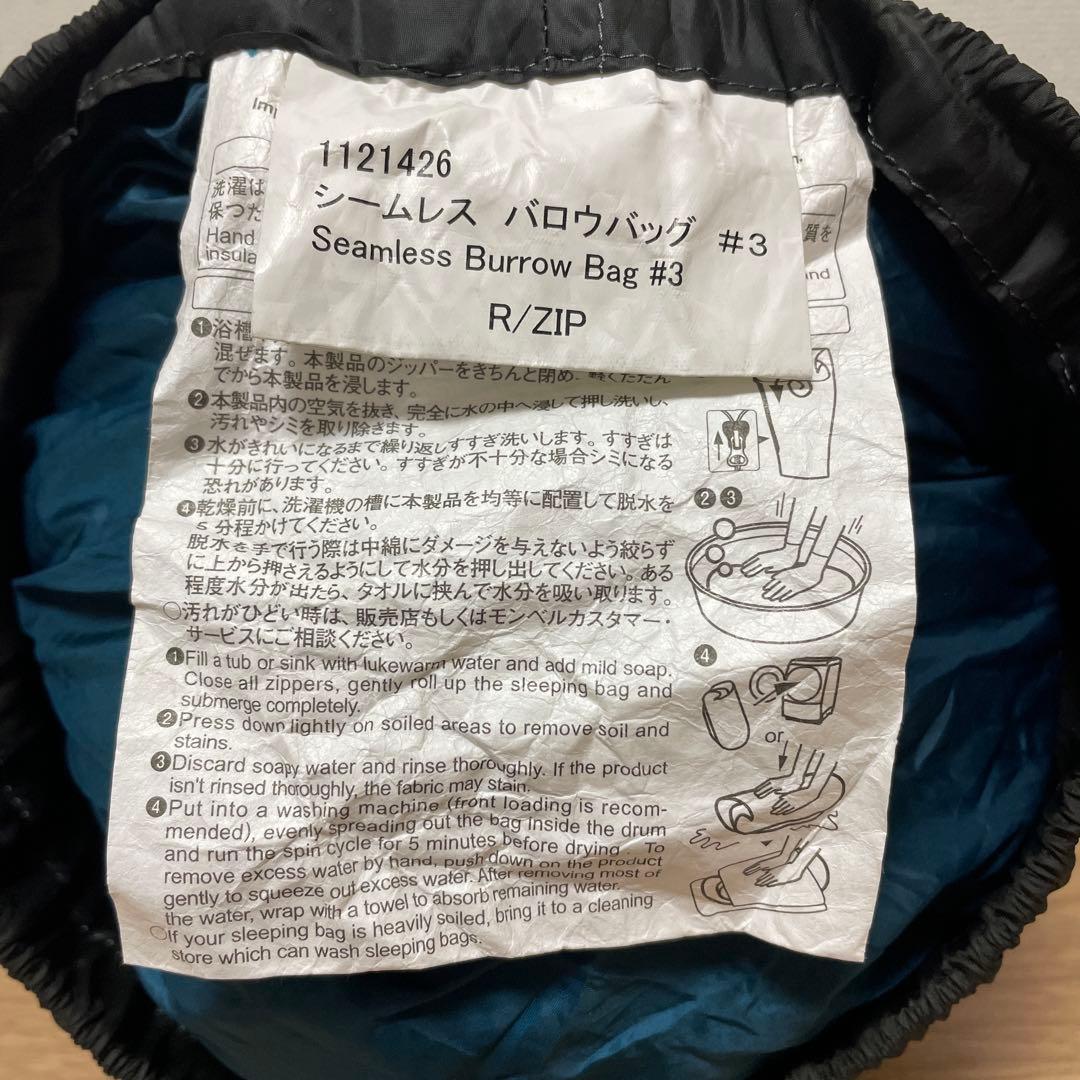 1121426
シームレス バロウバッグ #3
Seamless Burrow Bag #3
R/ZIP
洗濯は
保つた
Hand
insula
質を
❶浴槽
混ぜます。本製品のジッパーをきちんと閉め、軽くたたん
でから本製品を浸します。
❷本製品内の空気を抜き、完全に水の中へ浸して押し洗いし、
汚れやシミを取り除きます。
❸水がきれいになるまで繰り返しすすぎ洗いします。すすぎは
十分に行ってください。すすぎが不十分な場合シミになる
恐れがあります。
❹乾燥前に、洗濯機の槽に本製品を均等に配置して脱水を
5分程かけてください。
脱水を手で行う際は中綿にダメージを与えないよう絞らず
に上から押さえるようにして水分を押し出してください。ある
程度水分が出たら、タオルに挟んで水分を吸い取ります。
○汚れがひどい時は、販売店もしくはモンベルカスタマー・
サービスにご相談ください。
❶Fill a tub or sink with lukewarm water and add mild soap.
Close all zippers, gently roll up the sleeping bag and
submerge completely.
❷Press down lightly on soiled areas to remove soil and
stains.
❸Discard soapy water and rinse thoroughly. If the product
isn't rinsed thoroughly, the fabric may stain.
❹Put into a washing machine (front loading is recom-
mended), evenly spreading out the bag inside the drum
and run the spin cycle for 5 minutes before drying. To
remove excess water by hand, push down on the product
gently to squeeze out excess water. After removing most of
the water, wrap with a towel to absorb remaining water.
○If your sleeping bag is heavily soiled, bring it to a cleaning
store which can wash sleeping bags.
❷❸
❹
or